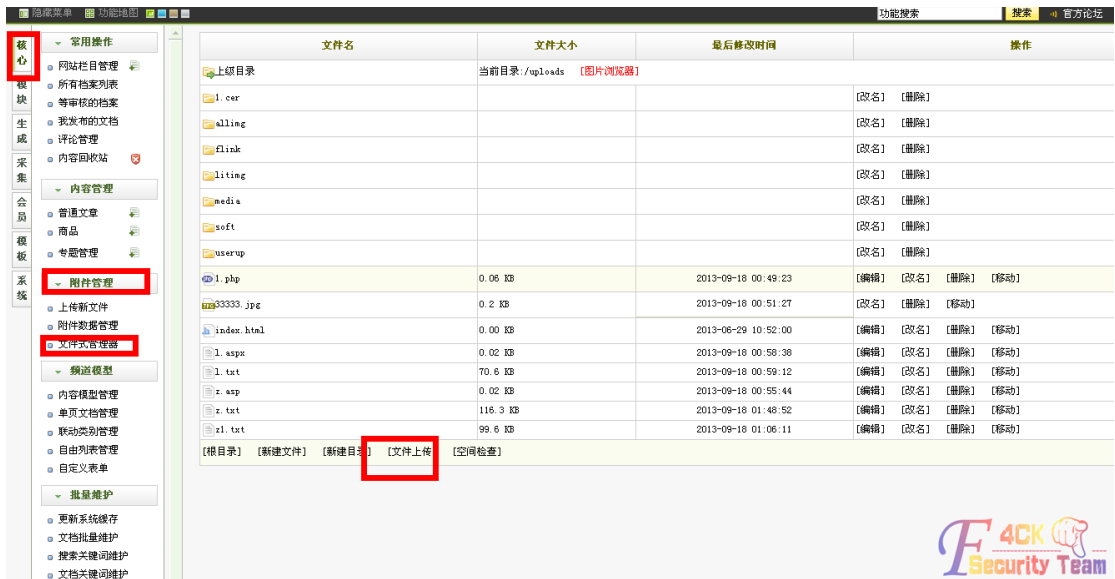 隐藏菜单 功能地图 功能搜索 搜索 官方论坛
核心
模块
生成
采集
会员
模板
系统
常用操作
网站栏目管理
所有档案列表
等审核的档案
我发布的文档
评论管理
内容回收站
内容管理
普通文章
商品
专题管理
附件管理
上传新文件
附件数据管理
文件式管理器
频道模型
内容模型管理
单页文档管理
联动类别管理
自由列表管理
自定义表单
批量维护
更新系统缓存
文档批量维护
搜索关键词维护
文档关键词维护
文件名 文件大小 最后修改时间 操作
上级目录 当前目录:/uploads [图片浏览器]
1.cer [改名] [删除]
allimg [改名] [删除]
flink [改名] [删除]
litimg [改名] [删除]
media [改名] [删除]
soft [改名] [删除]
userup [改名] [删除]
1.php 0.06 KB 2013-09-18 00:49:23 [编辑] [改名] [删除] [移动]
33333.jpg 0.2 KB 2013-09-18 00:51:27 [改名] [删除] [移动]
index.html 0.00 KB 2013-06-29 10:52:00 [编辑] [改名] [删除] [移动]
1.aspx 0.02 KB 2013-09-18 00:58:38 [编辑] [改名] [删除] [移动]
1.txt 70.6 KB 2013-09-18 00:59:12 [编辑] [改名] [删除] [移动]
z.asp 0.02 KB 2013-09-18 00:55:44 [编辑] [改名] [删除] [移动]
z.txt 116.3 KB 2013-09-18 01:48:52 [编辑] [改名] [删除] [移动]
z1.txt 99.6 KB 2013-09-18 01:06:11 [编辑] [改名] [删除] [移动]
[根目录] [新建文件] [新建目录] [文件上传 [空间检查]
F4CK
Security Team